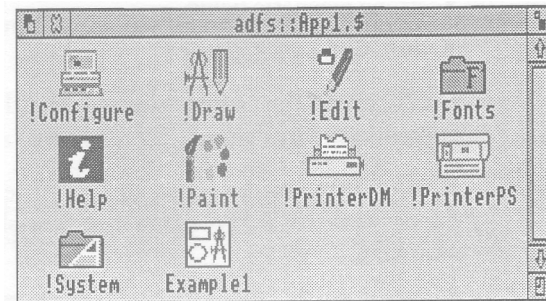 adfs::App1.$
!Configure !Draw !Edit !Fonts
!Help !Paint !PrinterDM !PrinterPS
!System Example1